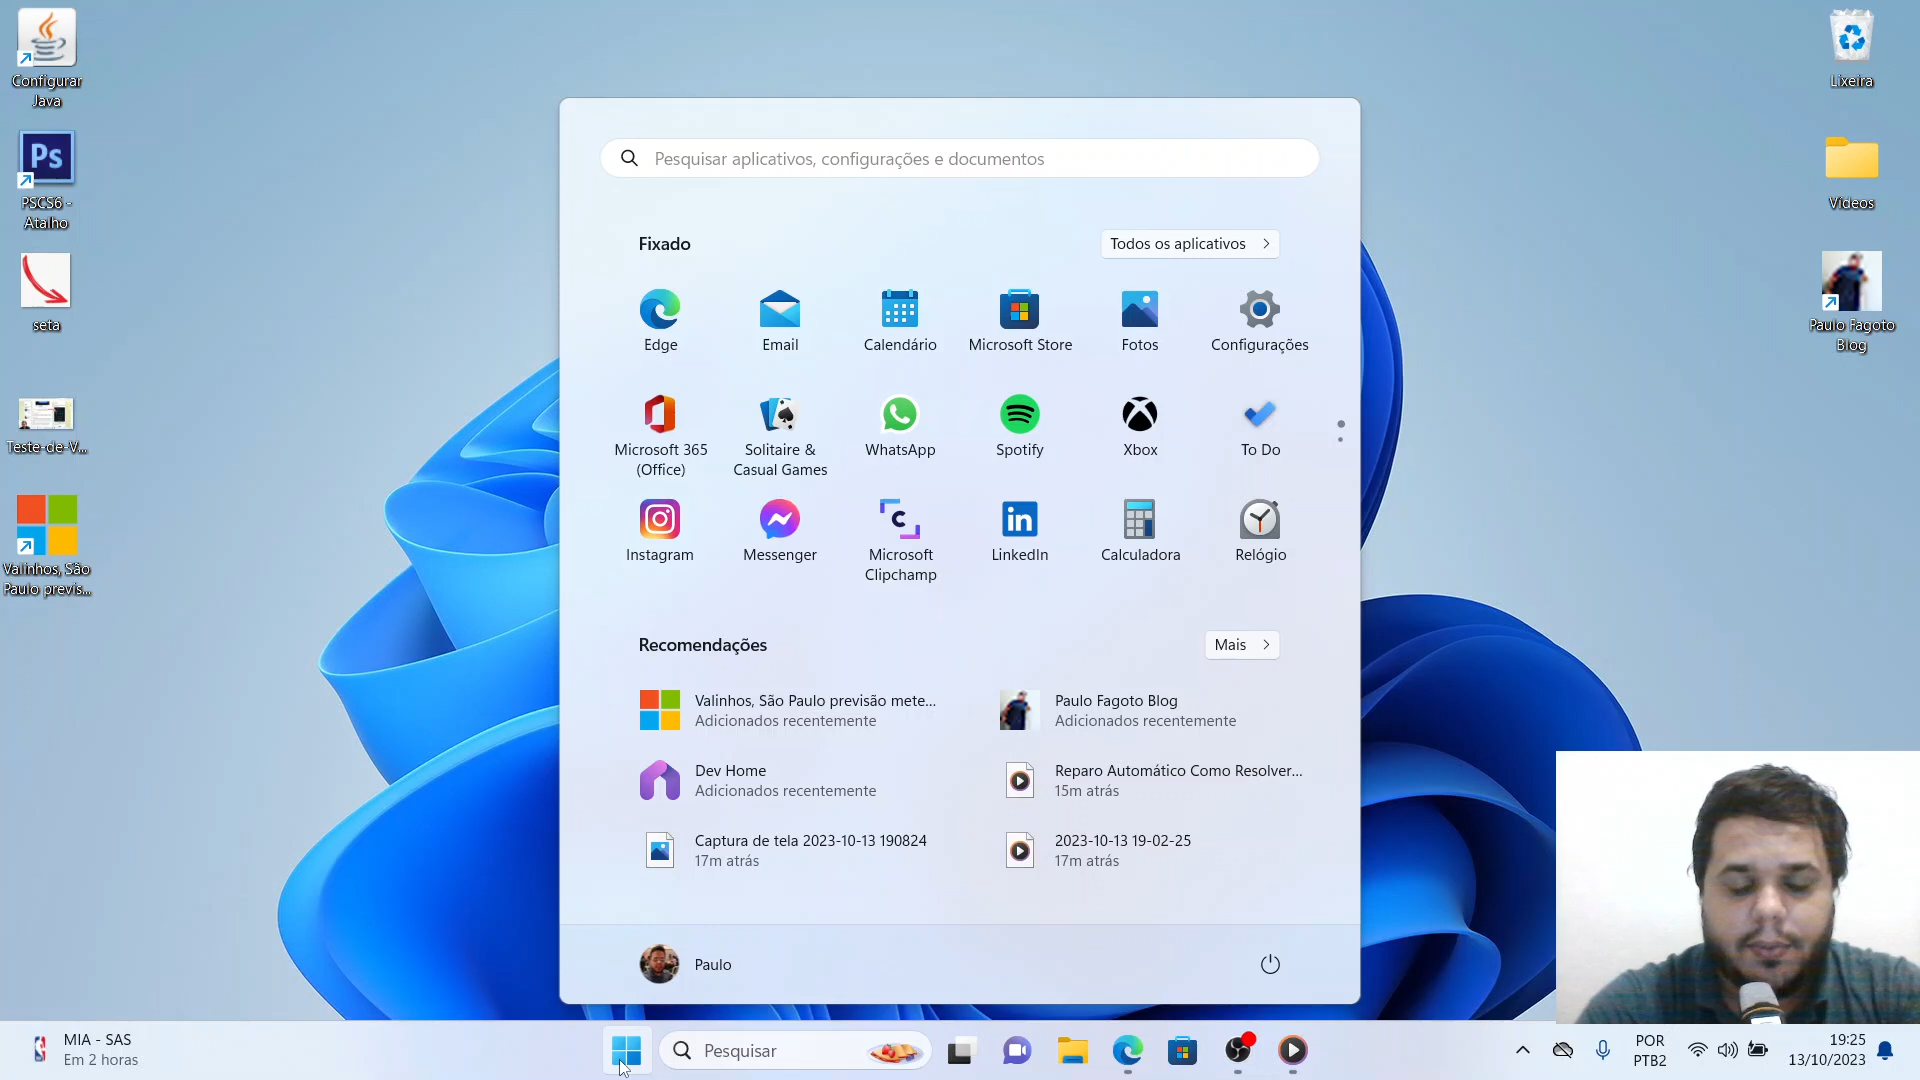 Configurar
Java
PSCS6 -
Atalho
seta
Teste-de-V...
Valinhos, São
Paulo previs...
Lixeira
Vídeos
Paulo Fagoto
Blog
Pesquisar aplicativos, configurações e documentos
Fixado
Todos os aplicativos
Edge
Email
Calendário
Microsoft Store
Fotos
Configurações
Microsoft 365
(Office)
Solitaire &
Casual Games
WhatsApp
Spotify
Xbox
To Do
Instagram
Messenger
Microsoft
Clipchamp
LinkedIn
Calculadora
Relógio
Recomendações
Mais
Valinhos, São Paulo previsão mete...
Adicionados recentemente
Paulo Fagoto Blog
Adicionados recentemente
Dev Home
Adicionados recentemente
Reparo Automático Como Resolver...
15m atrás
Captura de tela 2023-10-13 190824
17m atrás
2023-10-13 19-02-25
17m atrás
Paulo
MIA - SAS
Em 2 horas
Pesquisar
POR
PTB2
19:25
13/10/2023